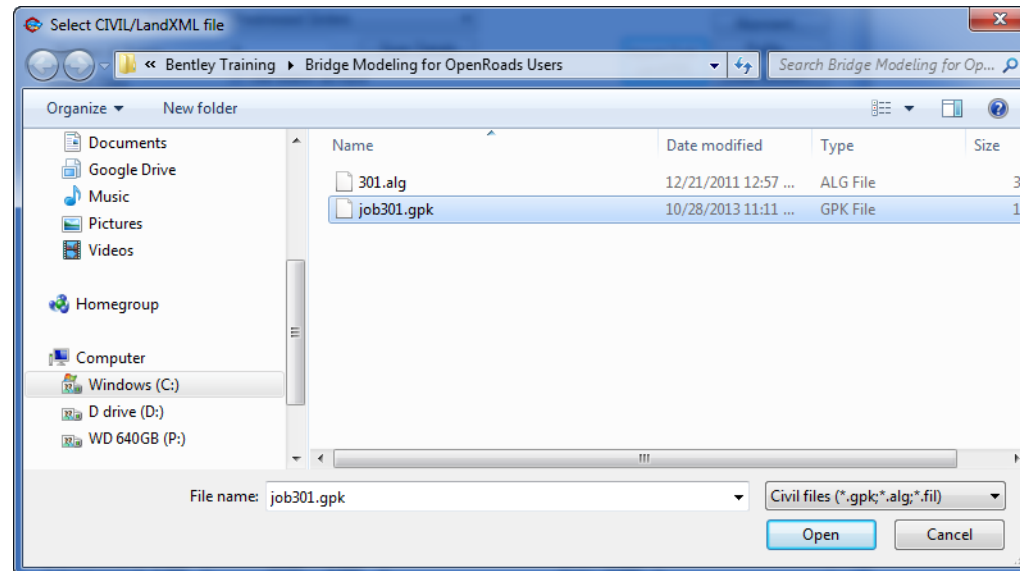 Select CIVIL/LandXML file
« Bentley Training ▸ Bridge Modeling for OpenRoads Users
Search Bridge Modeling for Op...
Organize
New folder
Name Date modified Type Size
Documents
Google Drive
Music
Pictures
Videos
Homegroup
Computer
Windows (C:)
D drive (D:)
WD 640GB (P:)
301.alg 12/21/2011 12:57 ... ALG File 3
job301.gpk 10/28/2013 11:11 ... GPK File 1
File name: job301.gpk
Civil files (*.gpk;*.alg;*.fil)
Open
Cancel